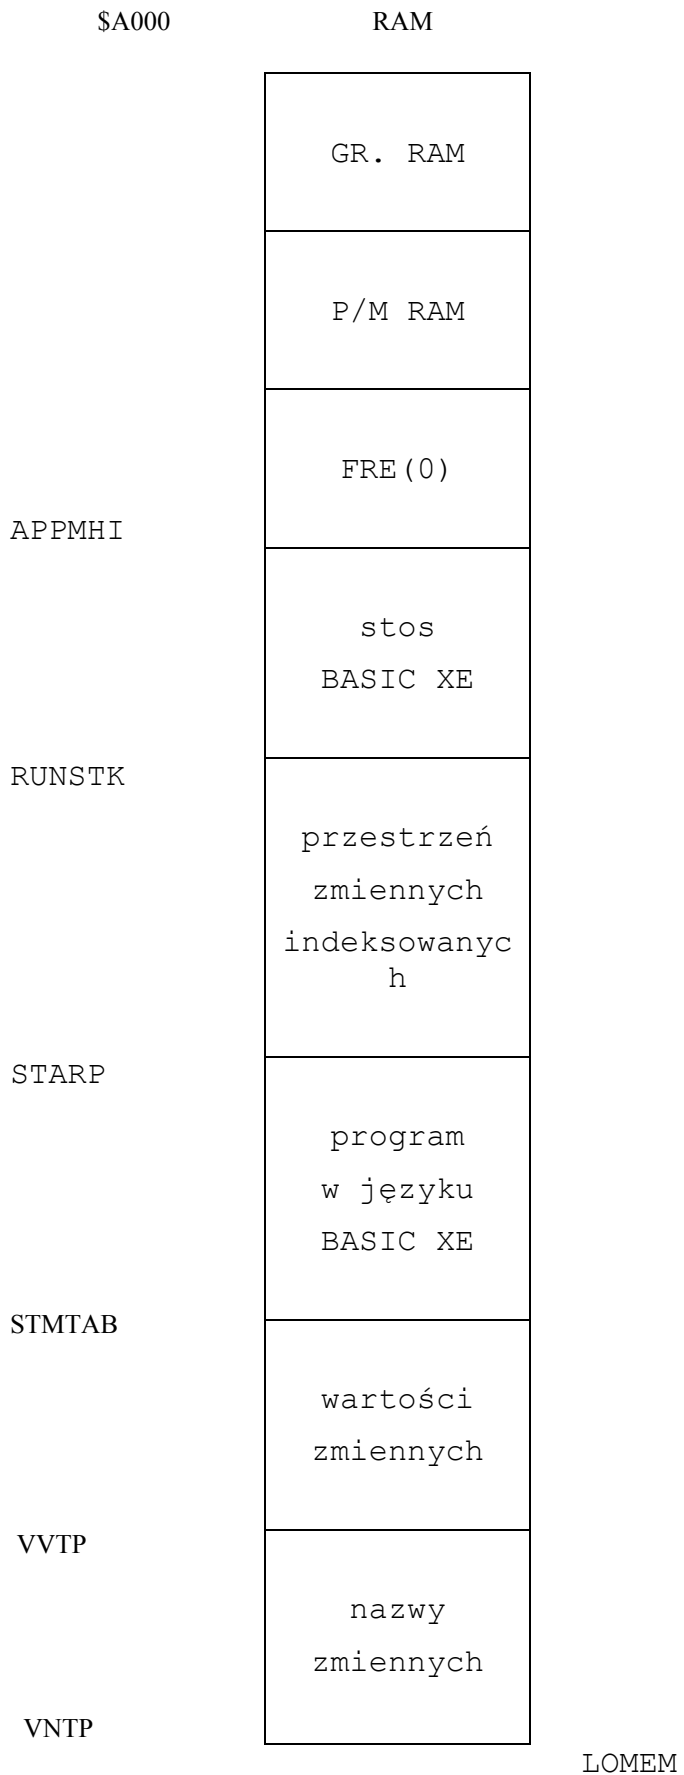 $A000 RAM
GR. RAM
P/M RAM
FRE(0)
APPMHI
stos
BASIC XE
RUNSTK
przestrzeń
zmiennych
indeksowanyc
h
STARP
program
w języku
BASIC XE
STMTAB
wartości
zmiennych
VVTP
nazwy
zmiennych
VNTP
LOMEM